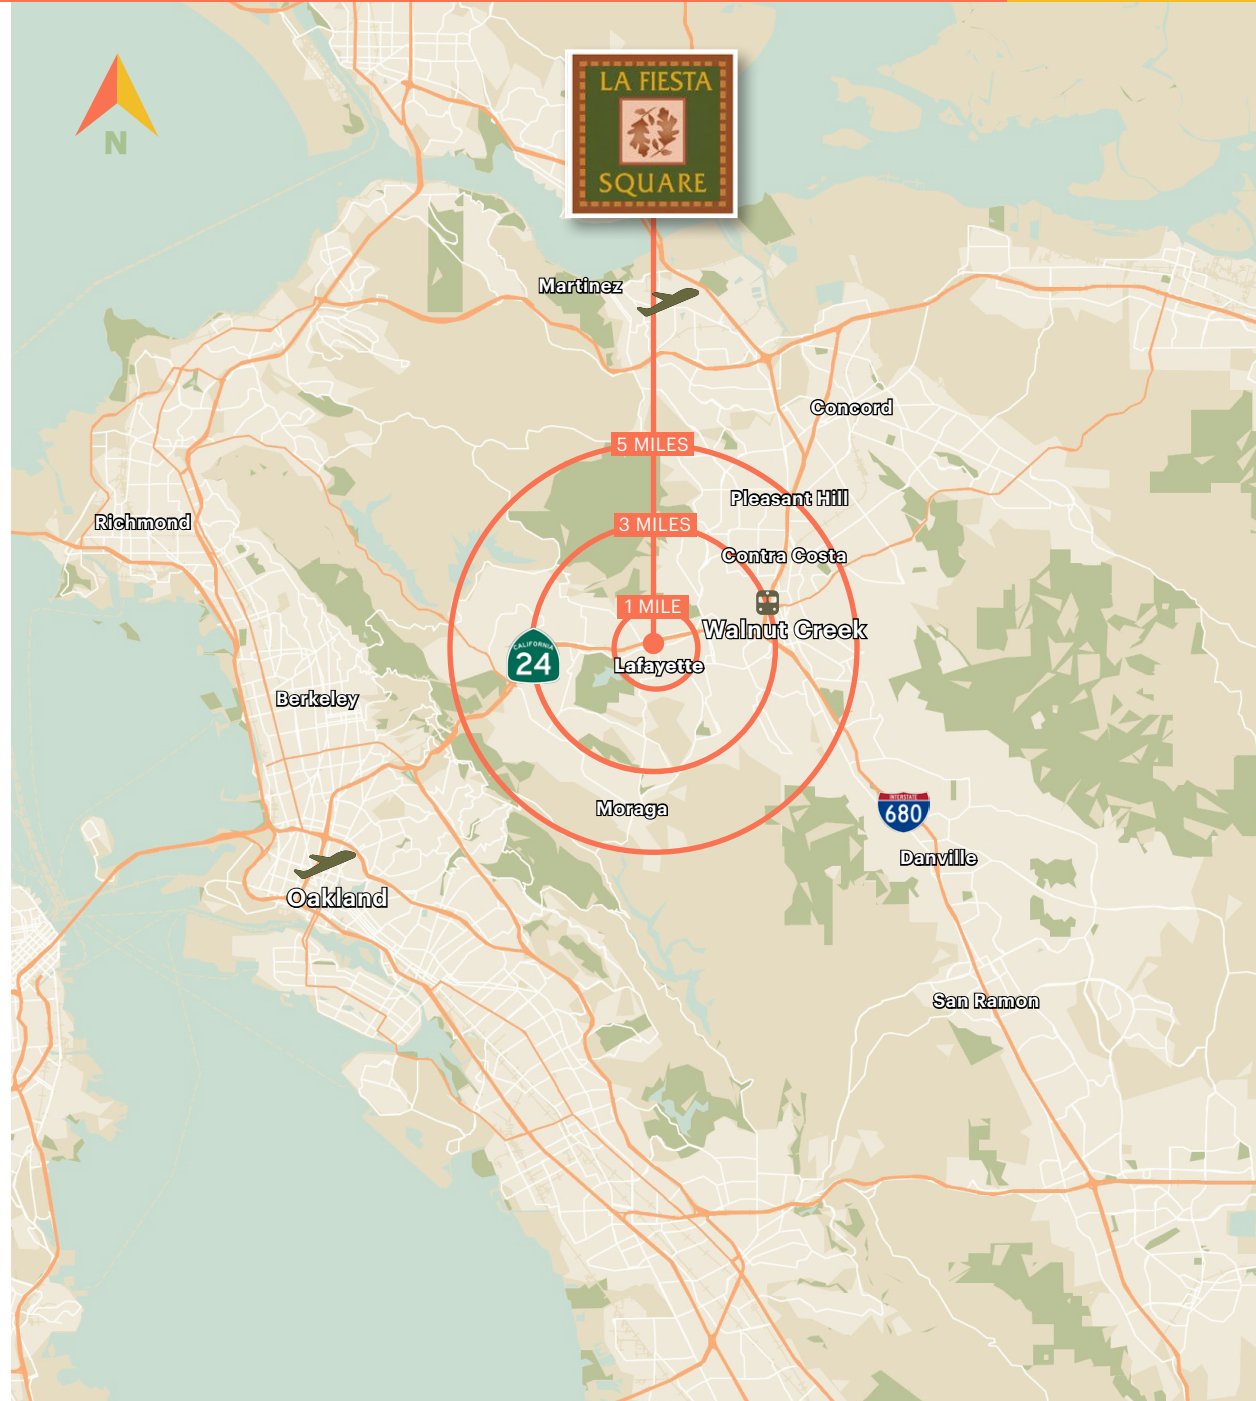 LA FIESTA
SQUARE
N
Martinez
Concord
5 MILES
Pleasant Hill
Richmond
3 MILES
Contra Costa
1 MILE
Walnut Creek
CALIFORNIA
24
Lafayette
Berkeley
Moraga
INTERSTATE
680
Danville
Oakland
San Ramon